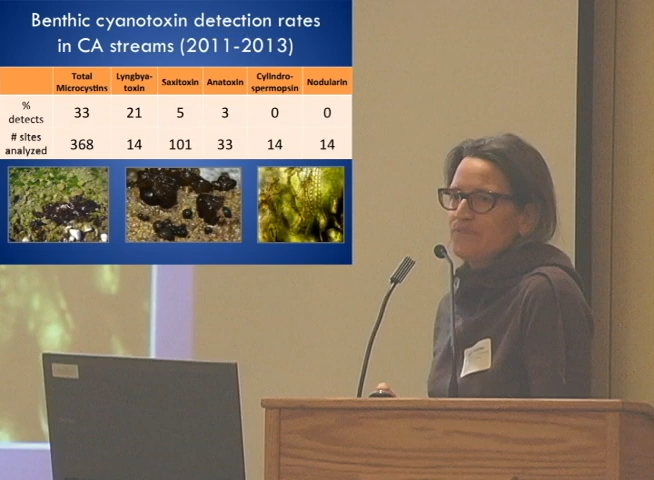 Benthic cyanotoxin detection rates
in CA streams (2011-2013)
Total Microcystins Lyngbya-toxin Saxitoxin Anatoxin Cylindro-spermopsin Nodularin
% detects 33 21 5 3 0 0
# sites analyzed 368 14 101 33 14 14